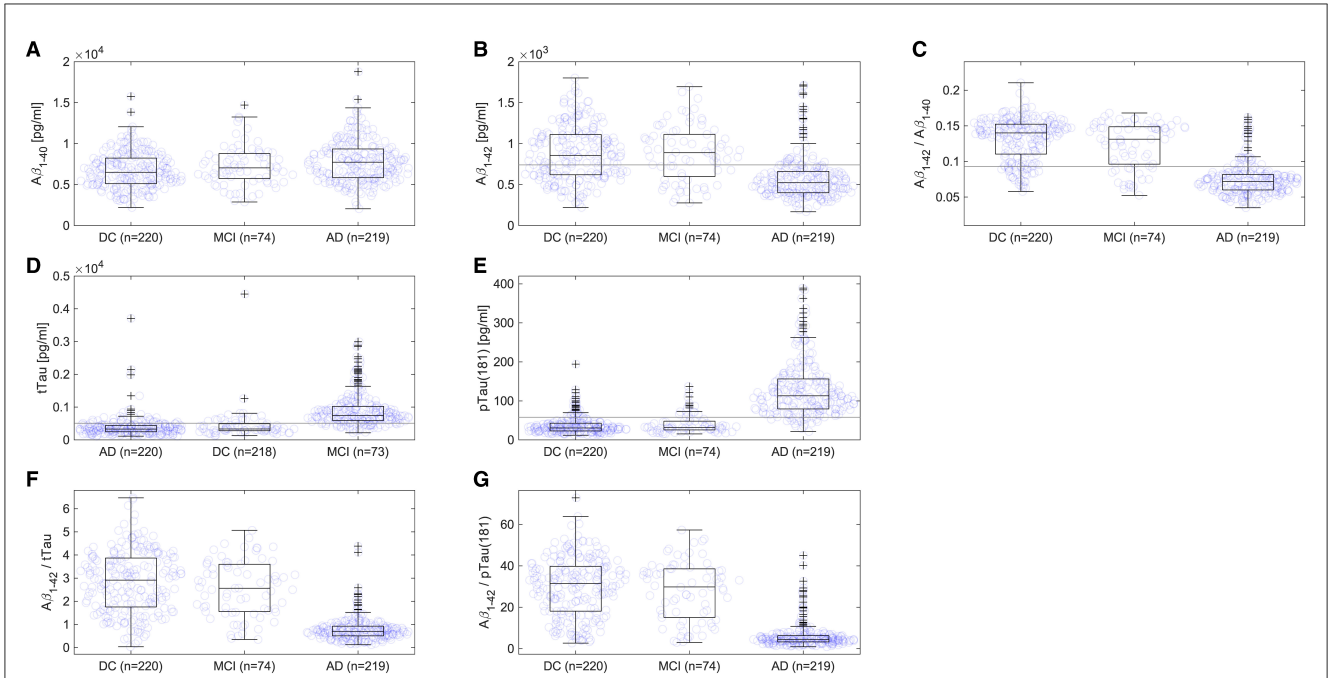 A
×10⁴
2
1.5
1
0.5
0
Aβ₁₋₄₀ [pg/ml]
DC (n=220) MCI (n=74) AD (n=219)
B
×10³
2
1.5
1
0.5
0
Aβ₁₋₄₂ [pg/ml]
DC (n=220) MCI (n=74) AD (n=219)
C
0.2
0.15
0.1
0.05
Aβ₁₋₄₂ / Aβ₁₋₄₀
DC (n=220) MCI (n=74) AD (n=219)
D
×10⁴
0.5
0.4
0.3
0.2
0.1
0
tTau [pg/ml]
AD (n=220) DC (n=218) MCI (n=73)
E
400
300
200
100
0
pTau(181) [pg/ml]
DC (n=220) MCI (n=74) AD (n=219)
F
6
5
4
3
2
1
0
Aβ₁₋₄₂ / tTau
DC (n=220) MCI (n=74) AD (n=219)
G
60
40
20
0
Aβ₁₋₄₂ / pTau(181)
DC (n=220) MCI (n=74) AD (n=219)